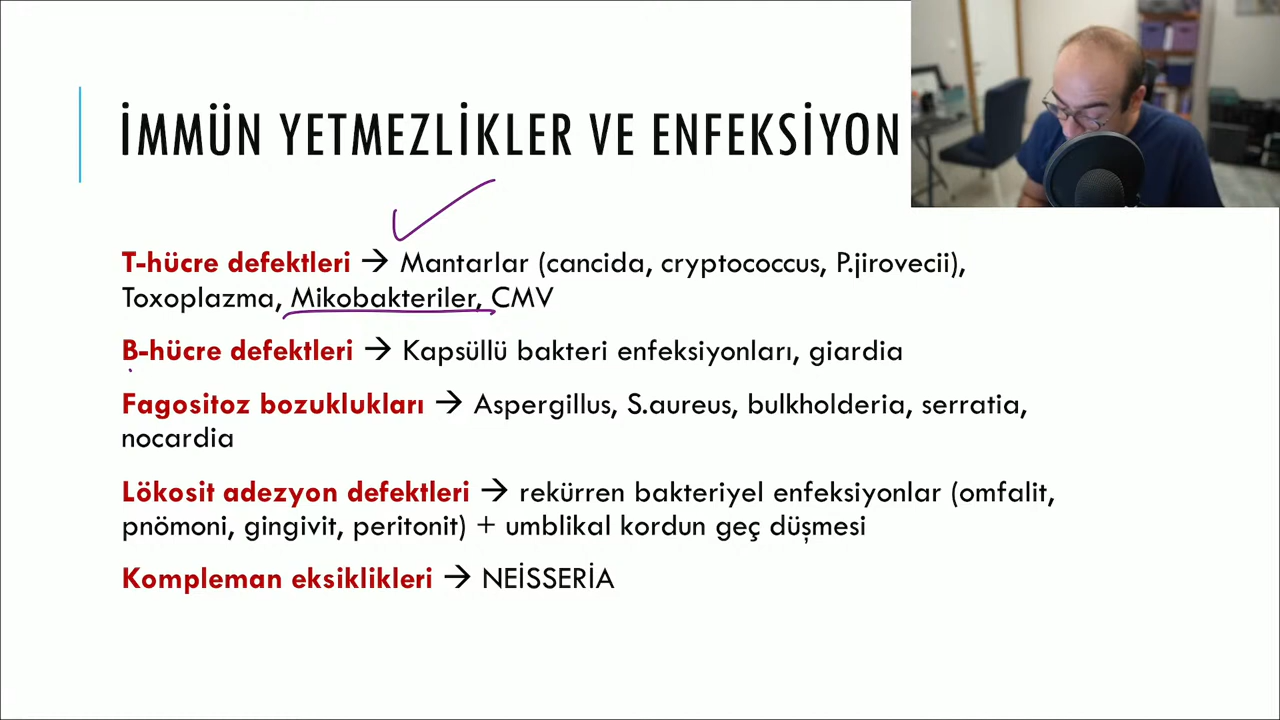 İMMÜN YETMEZLİKLER VE ENFEKSİYON
T-hücre defektleri → Mantarlar (cancida, cryptococcus, P.jirovecii),
Toxoplazma, Mikobakteriler, CMV
B-hücre defektleri → Kapsüllü bakteri enfeksiyonları, giardia
Fagositoz bozuklukları → Aspergillus, S.aureus, bulkholderia, serratia,
nocardia
Lökosit adezyon defektleri → rekürren bakteriyel enfeksiyonlar (omfalit,
pnömoni, gingivit, peritonit) + umblikal kordun geç düşmesi
Kompleman eksiklikleri → NEİSSERİA